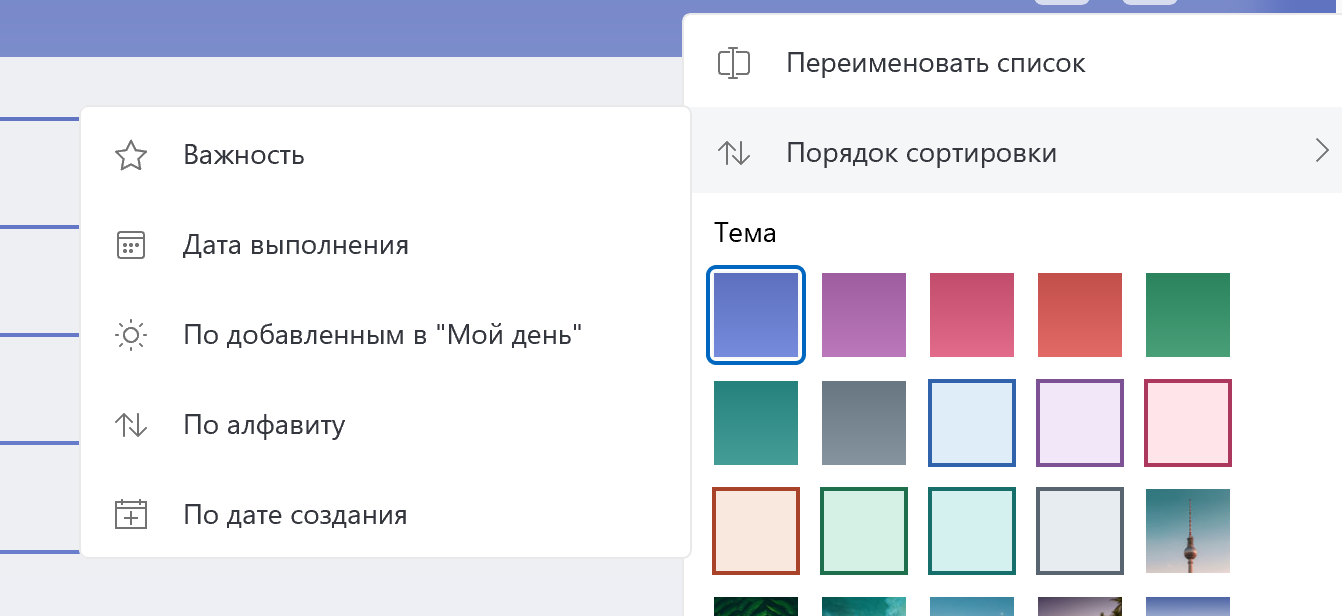 Переименовать список
Порядок сортировки
Важность
Дата выполнения
По добавленным в "Мой день"
По алфавиту
По дате создания
Тема